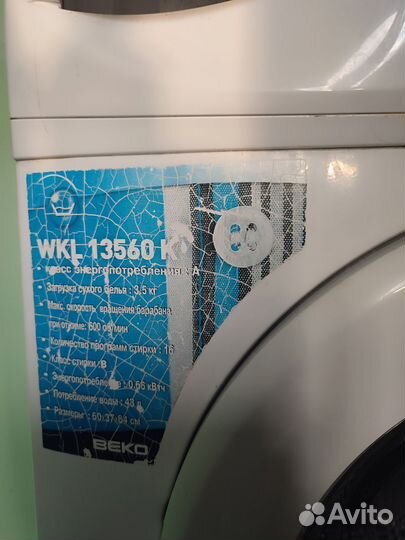 WKL 13560 K
• класс энергопотребления : А
• Загрузка сухого белья : 3,5 кг
• Макс. скорость вращения барабана
при отжиме: 600 об/мин
• Количество программ стирки : 16
• Класс стирки : В
• Энергопотребление : 0,66 кВтч
• Потребление воды : 43 л
• Размеры : 60/37/84 см
BEKO
Avito